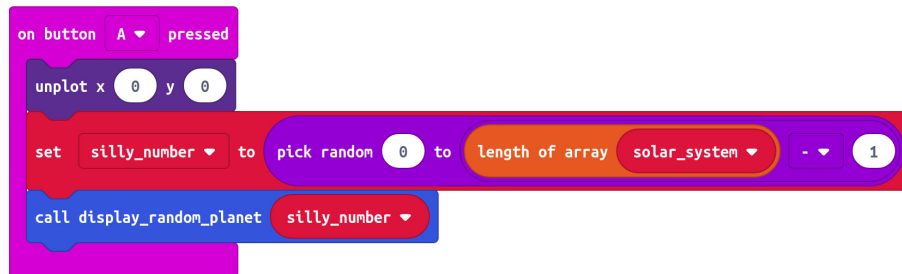 on button A pressed
unplot x 0 y 0
set silly_number to pick random 0 to length of array solar_system - 1
call display_random_planet silly_number